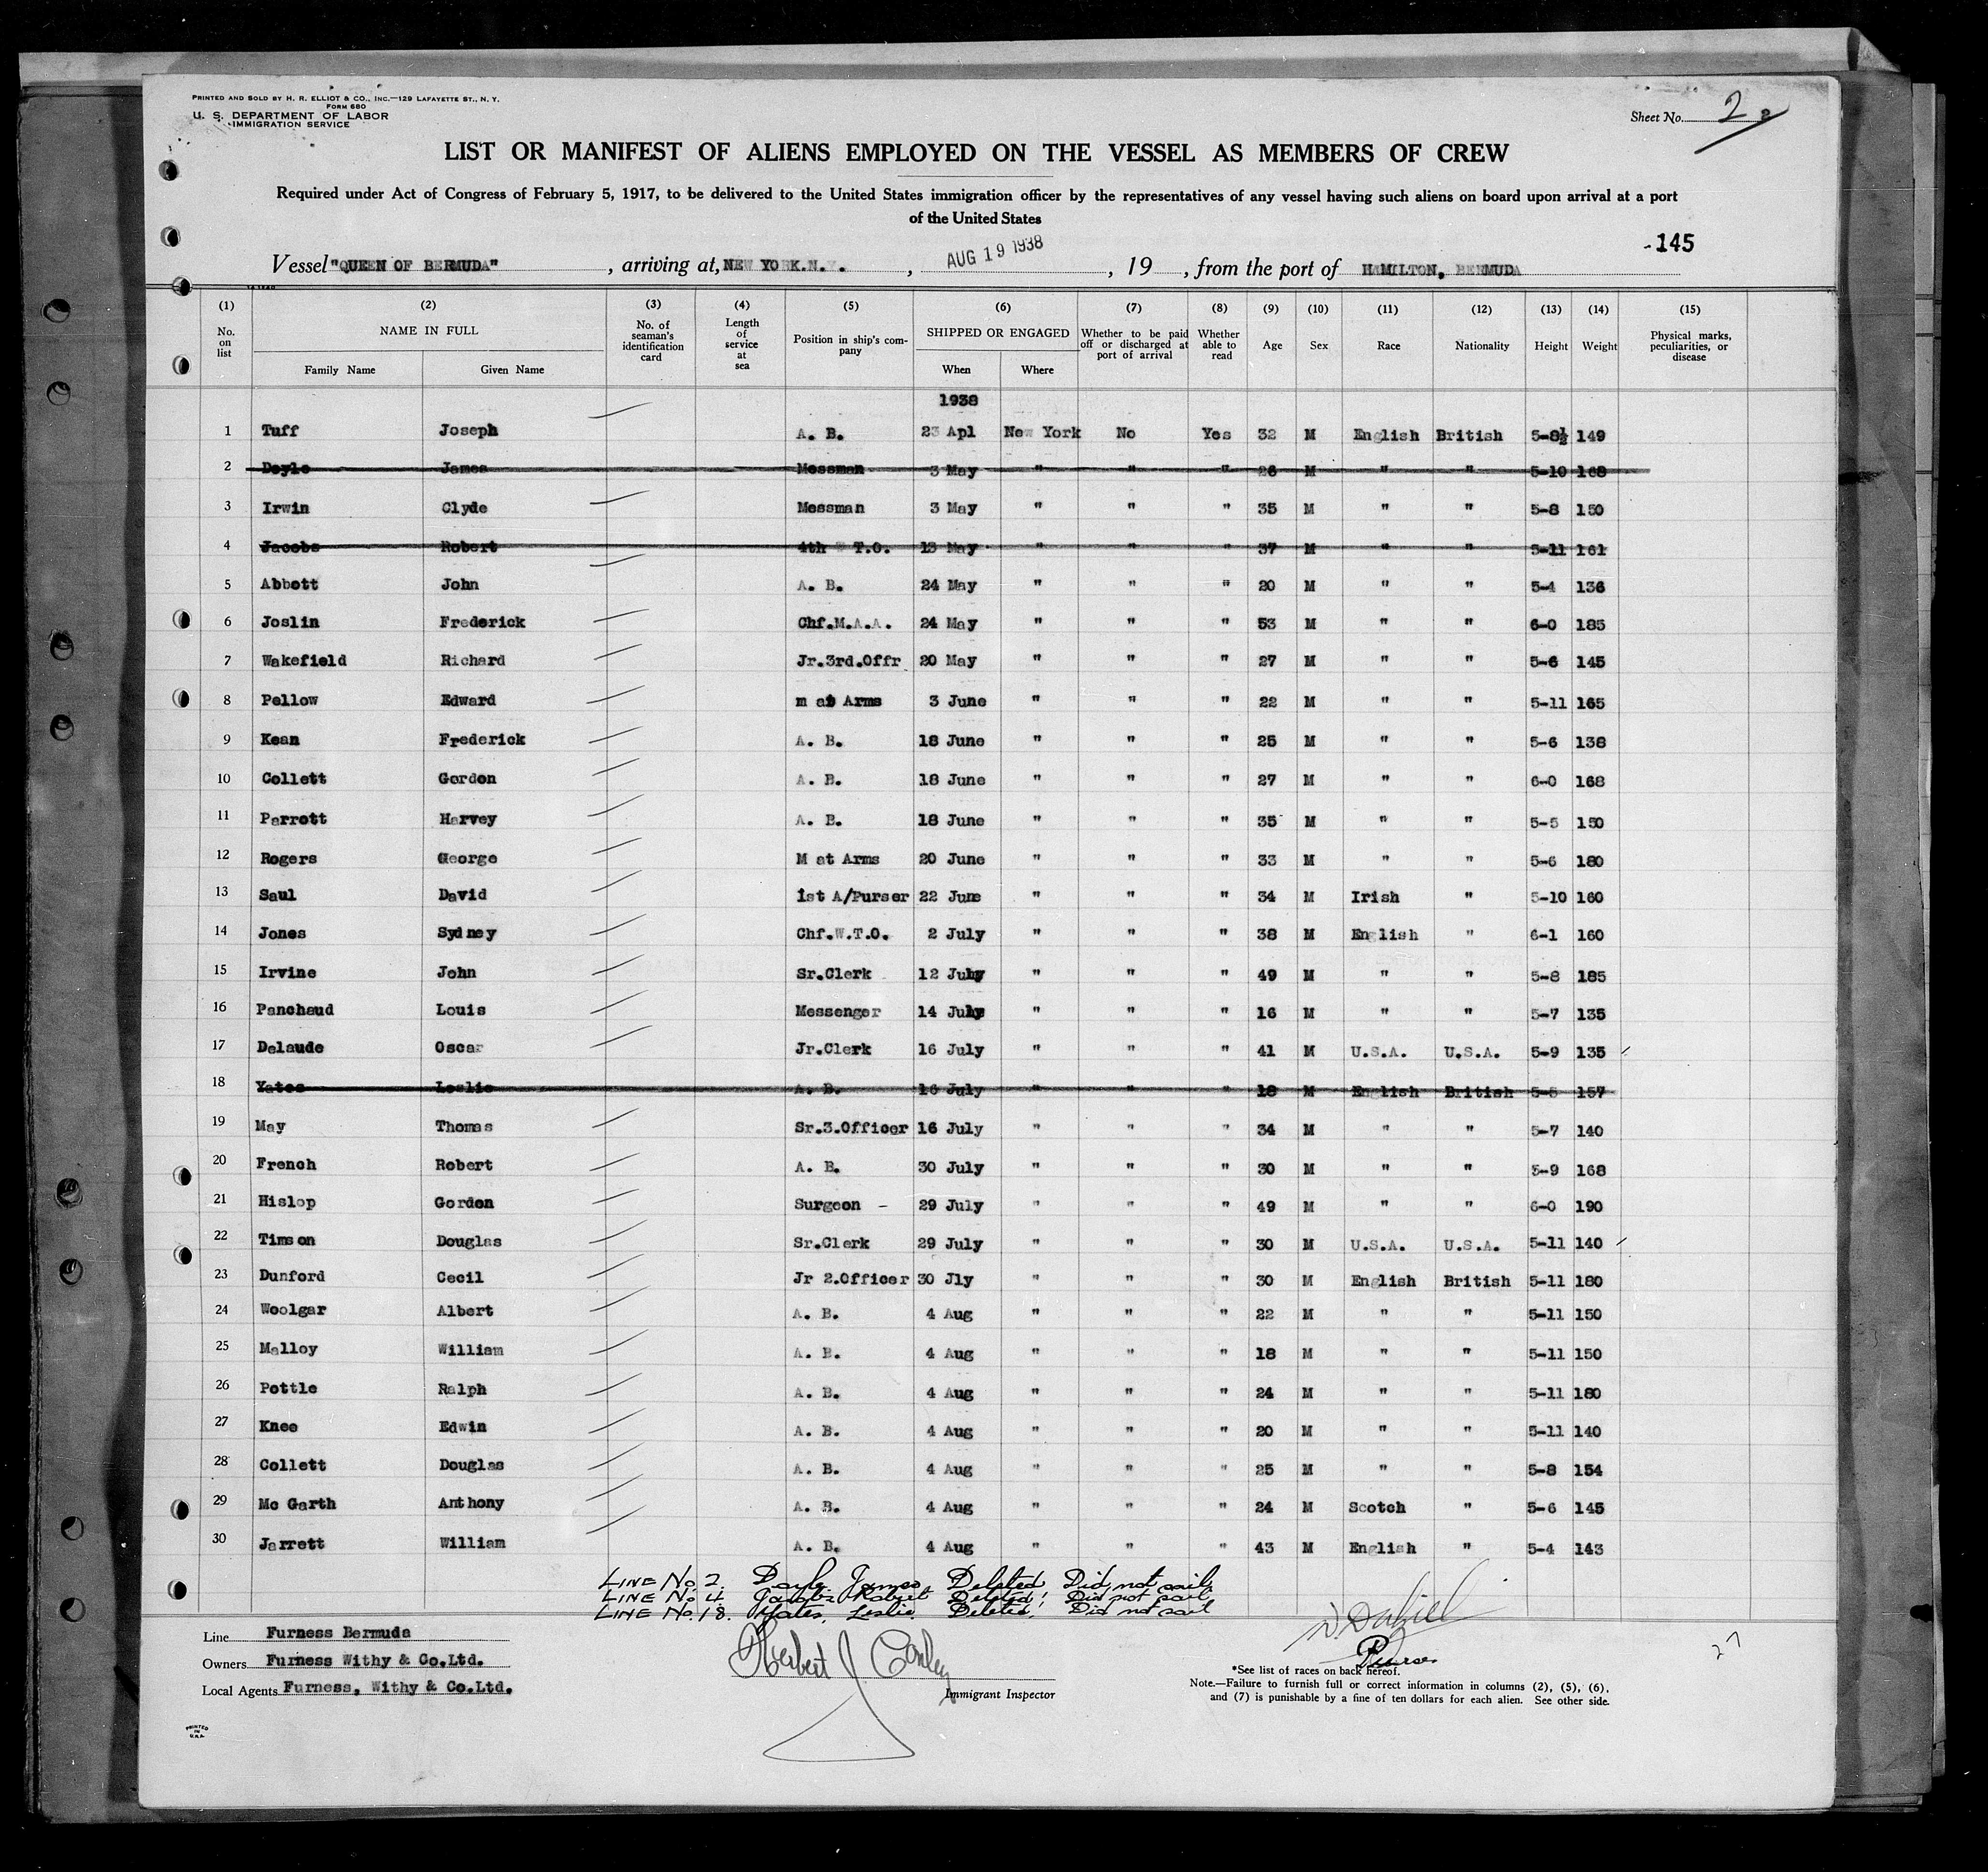 PRINTED AND SOLD BY H. R. ELLIOT & CO., INC.—129 LAFAYETTE ST., N. Y.
FORM 680
U. S. DEPARTMENT OF LABOR
IMMIGRATION SERVICE
Sheet No. 2
LIST OR MANIFEST OF ALIENS EMPLOYED ON THE VESSEL AS MEMBERS OF CREW
Required under Act of Congress of February 5, 1917, to be delivered to the United States immigration officer by the representatives of any vessel having such aliens on board upon arrival at a port
of the United States
-145
Vessel "QUEEN OF BERMUDA", arriving at, NEW YORK.N.Y., AUG 19 1938, 19 , from the port of HAMILTON, BERMUDA
(1) (2) (3) (4) (5) (6) (7) (8) (9) (10) (11) (12) (13) (14) (15)
No. on list NAME IN FULL Family Name Given Name No. of seaman's identification card Length of service at sea Position in ship's company SHIPPED OR ENGAGED When Where Whether to be paid off or discharged at port of arrival Whether able to read Age Sex Race Nationality Height Weight Physical marks, peculiarities, or disease
1938
1 Tuff Joseph A. B. 23 Apl New York No Yes 32 M English British 5-8½ 149
2 Doyle James Messman 3 May " " " 26 M " " 5-10 168
3 Irwin Clyde Messman 3 May " " " 35 M " " 5-8 150
4 Jacobs Robert 4th T.O. 13 May " " " 37 M " " 5-11 161
5 Abbott John A. B. 24 May " " " 20 M " " 5-4 136
6 Joslin Frederick Chf.M.A.A. 24 May " " " 53 M " " 6-0 185
7 Wakefield Richard Jr.3rd.Offr 20 May " " " 27 M " " 5-6 145
8 Pellow Edward m at Arms 3 June " " " 22 M " " 5-11 165
9 Kean Frederick A. B. 18 June " " " 25 M " " 5-6 138
10 Collett Gordon A. B. 18 June " " " 27 M " " 6-0 168
11 Parrott Harvey A. B. 18 June " " " 35 M " " 5-5 150
12 Rogers George M at Arms 20 June " " " 33 M " " 5-6 180
13 Saul David 1st A/Purser 22 June " " " 34 M Irish " 5-10 160
14 Jones Sydney Chf.W.T.O. 2 July " " " 38 M English " 6-1 160
15 Irvine John Sr.Clerk 12 July " " " 49 M " " 5-8 185
16 Panchaud Louis Messenger 14 July " " " 16 M " " 5-7 135
17 Delaude Oscar Jr.Clerk 16 July " " " 41 M U.S.A. U.S.A. 5-9 135
18 Yates Leslie A. B. 16 July " " " 18 M English British 157
19 May Thomas Sr.3.Officer 16 July " " " 34 M " " 5-7 140
20 French Robert A. B. 30 July " " " 30 M " " 5-9 168
21 Hislop Gordon Surgeon - 29 July " " " 49 M " " 6-0 190
22 Timson Douglas Sr.Clerk 29 July " " " 30 M U.S.A. U.S.A. 5-11 140
23 Dunford Cecil Jr 2.Officer 30 Jly " " " 30 M English British 5-11 180
24 Woolgar Albert A. B. 4 Aug " " " 22 M " " 5-11 150
25 Malloy William A. B. 4 Aug " " " 18 M " " 5-11 150
26 Pottle Ralph A. B. 4 Aug " " " 24 M " " 5-11 180
27 Knee Edwin A. B. 4 Aug " " " 20 M " " 5-11 140
28 Collett Douglas A. B. 4 Aug " " " 25 M " " 5-8 154
29 Mc Garth Anthony A. B. 4 Aug " " " 24 M Scotch " 5-6 145
30 Jarrett William A. B. 4 Aug " " " 43 M English " 5-4 143
LINE No. 2. Doyle, James Deleted, Did not sail
LINE No. 4. Jacobs Robert Deleted, Did not sail
LINE No. 18. Yates, Leslie. Deleted, Did not sail
Line Furness Bermuda
Owners Furness Withy & Co.Ltd.
Local Agents Furness, Withy & Co.Ltd.
Herbert J. Conley
Immigrant Inspector
Purser
*See list of races on back hereof.
Note.—Failure to furnish full or correct information in columns (2), (5), (6),
and (7) is punishable by a fine of ten dollars for each alien. See other side.
27
PRINTED
IN
U.S.A.